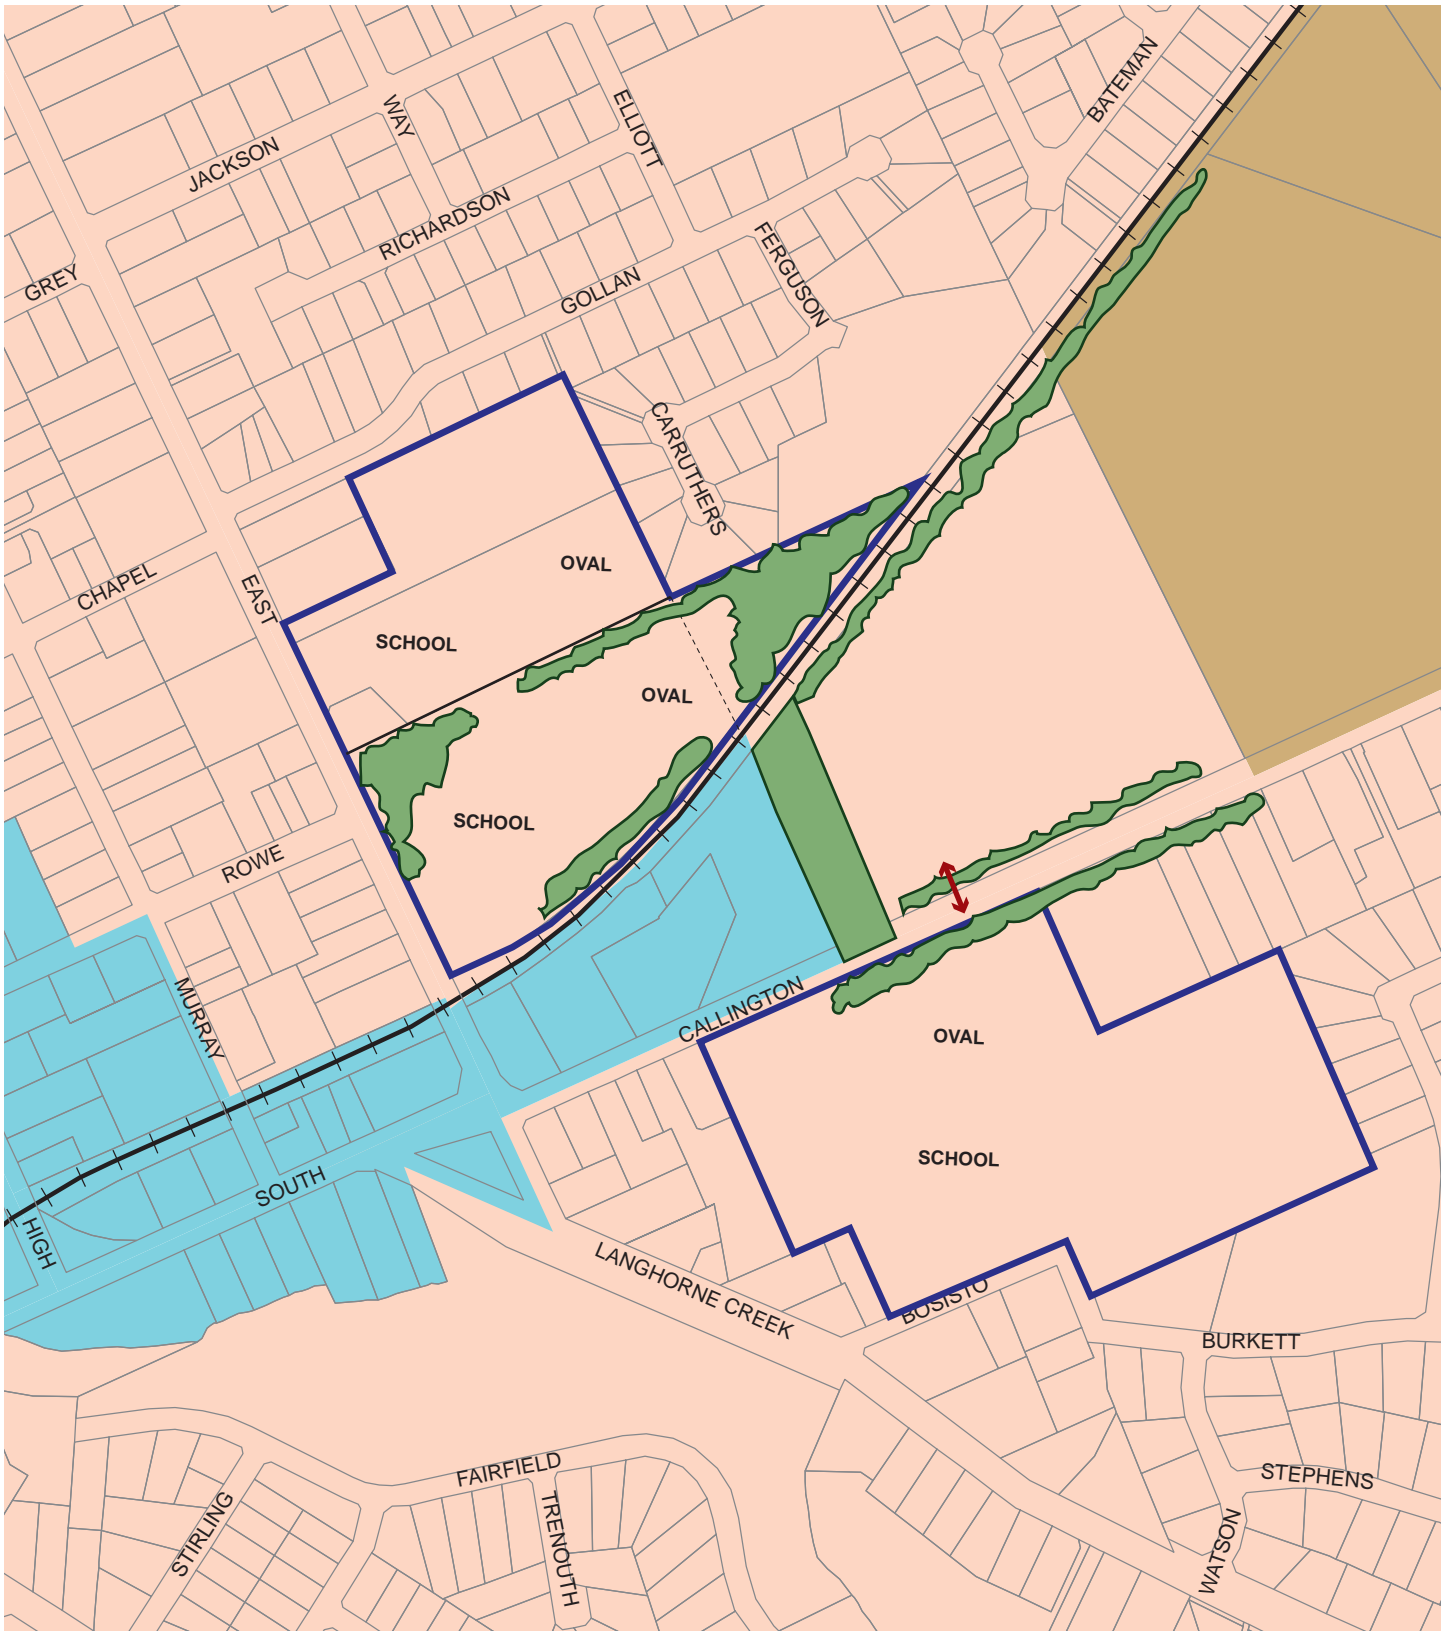 BATEMAN
WAY
ELLIOTT
JACKSON
RICHARDSON
FERGUSON
GREY
GOLLAN
CARRUTHERS
OVAL
CHAPEL
EAST
SCHOOL
OVAL
SCHOOL
ROWE
MURRAY
CALLINGTON
OVAL
SCHOOL
SOUTH
HIGH
LANGHORNE CREEK
BOSISTO
BURKETT
FAIRFIELD
STEPHENS
STIRLING
TRENOUTH
WATSON